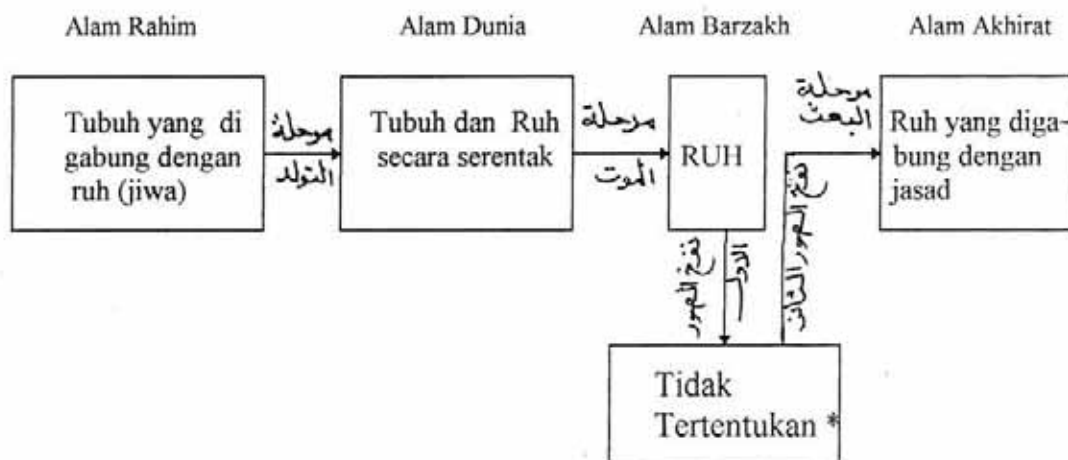 Alam Rahim
Alam Dunia
Alam Barzakh
Alam Akhirat
Tubuh yang di
gabung dengan
ruh (jiwa)
مرحلة
التولد
Tubuh dan Ruh
secara serentak
مرحلة
الموت
RUH
مرحلة
البعث
Ruh yang diga-
bung dengan
jasad
نفخ الصور
الاول
نفخ الصور الثاني
Tidak
Tertentukan *